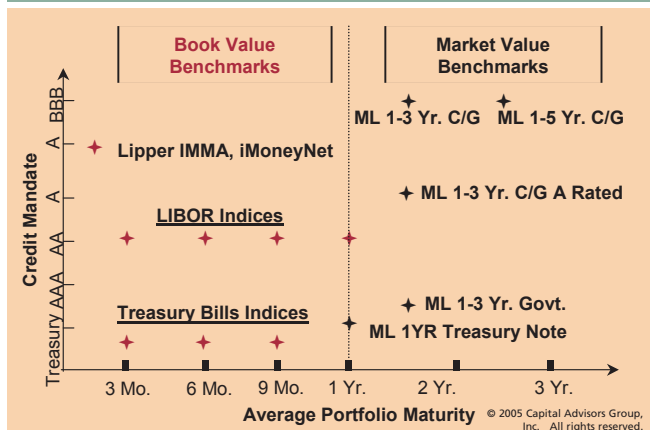 Book Value
Benchmarks
Market Value
Benchmarks
Credit Mandate
BBB
A
A
AA
AAA
Treasury
ML 1-3 Yr. C/G
ML 1-5 Yr. C/G
Lipper IMMA, iMoneyNet
ML 1-3 Yr. C/G A Rated
LIBOR Indices
ML 1-3 Yr. Govt.
Treasury Bills Indices
ML 1YR Treasury Note
3 Mo.
6 Mo.
9 Mo.
1 Yr.
2 Yr.
3 Yr.
Average Portfolio Maturity
© 2005 Capital Advisors Group,
Inc. All rights reserved.